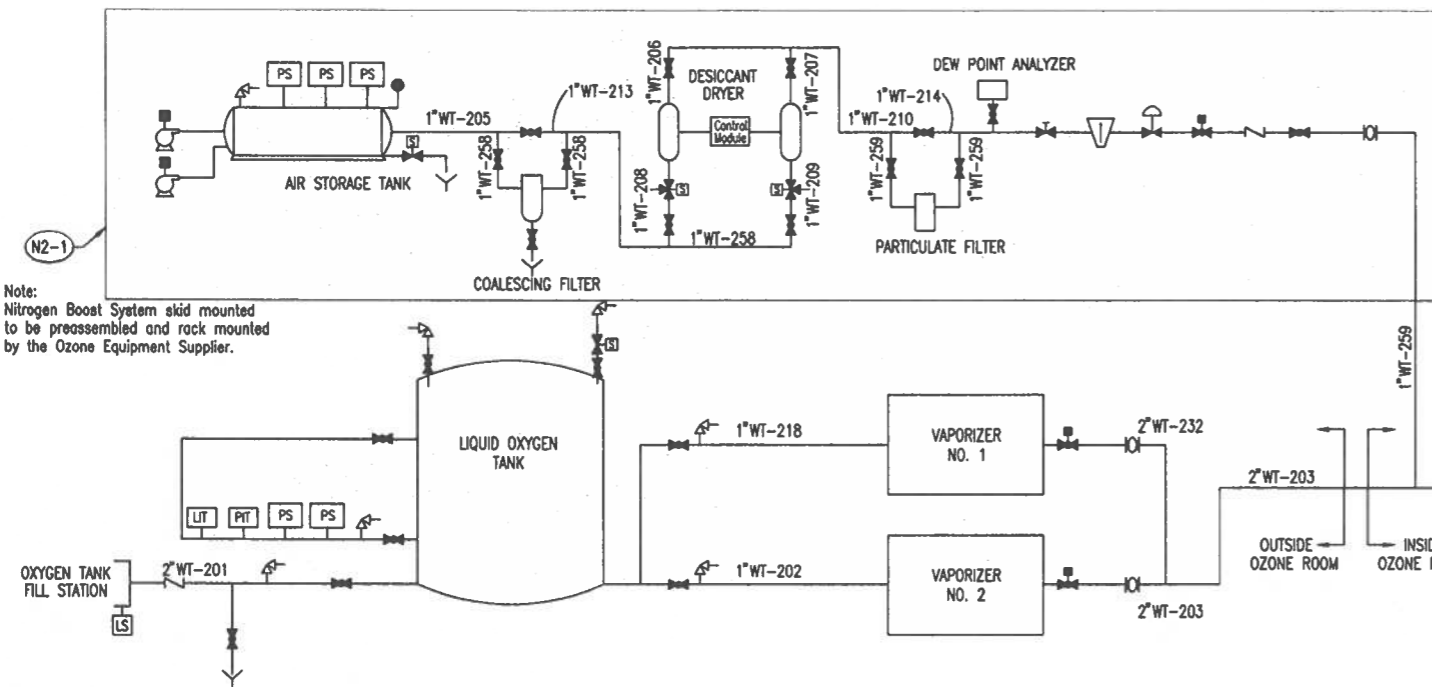 PS
PS
PS
1"WT-205
1"WT-213
1"WT-258
1"WT-258
S
AIR STORAGE TANK
COALESCING FILTER
1"WT-206
1"WT-207
DESICCANT
DRYER
Control
Module
S
S
1"WT-208
1"WT-209
1"WT-258
DEW POINT ANALYZER
1"WT-214
1"WT-210
1"WT-259
1"WT-259
PARTICULATE FILTER
N2-1
Note:
Nitrogen Boost System skid mounted
to be preassembled and rack mounted
by the Ozone Equipment Supplier.
1"WT-259
S
LIQUID OXYGEN
TANK
LIT
PIT
PS
PS
OXYGEN TANK
FILL STATION
2"WT-201
LS
1"WT-218
VAPORIZER
NO. 1
2"WT-232
1"WT-202
VAPORIZER
NO. 2
2"WT-203
2"WT-203
OUTSIDE
OZONE ROOM
INSID
OZONE